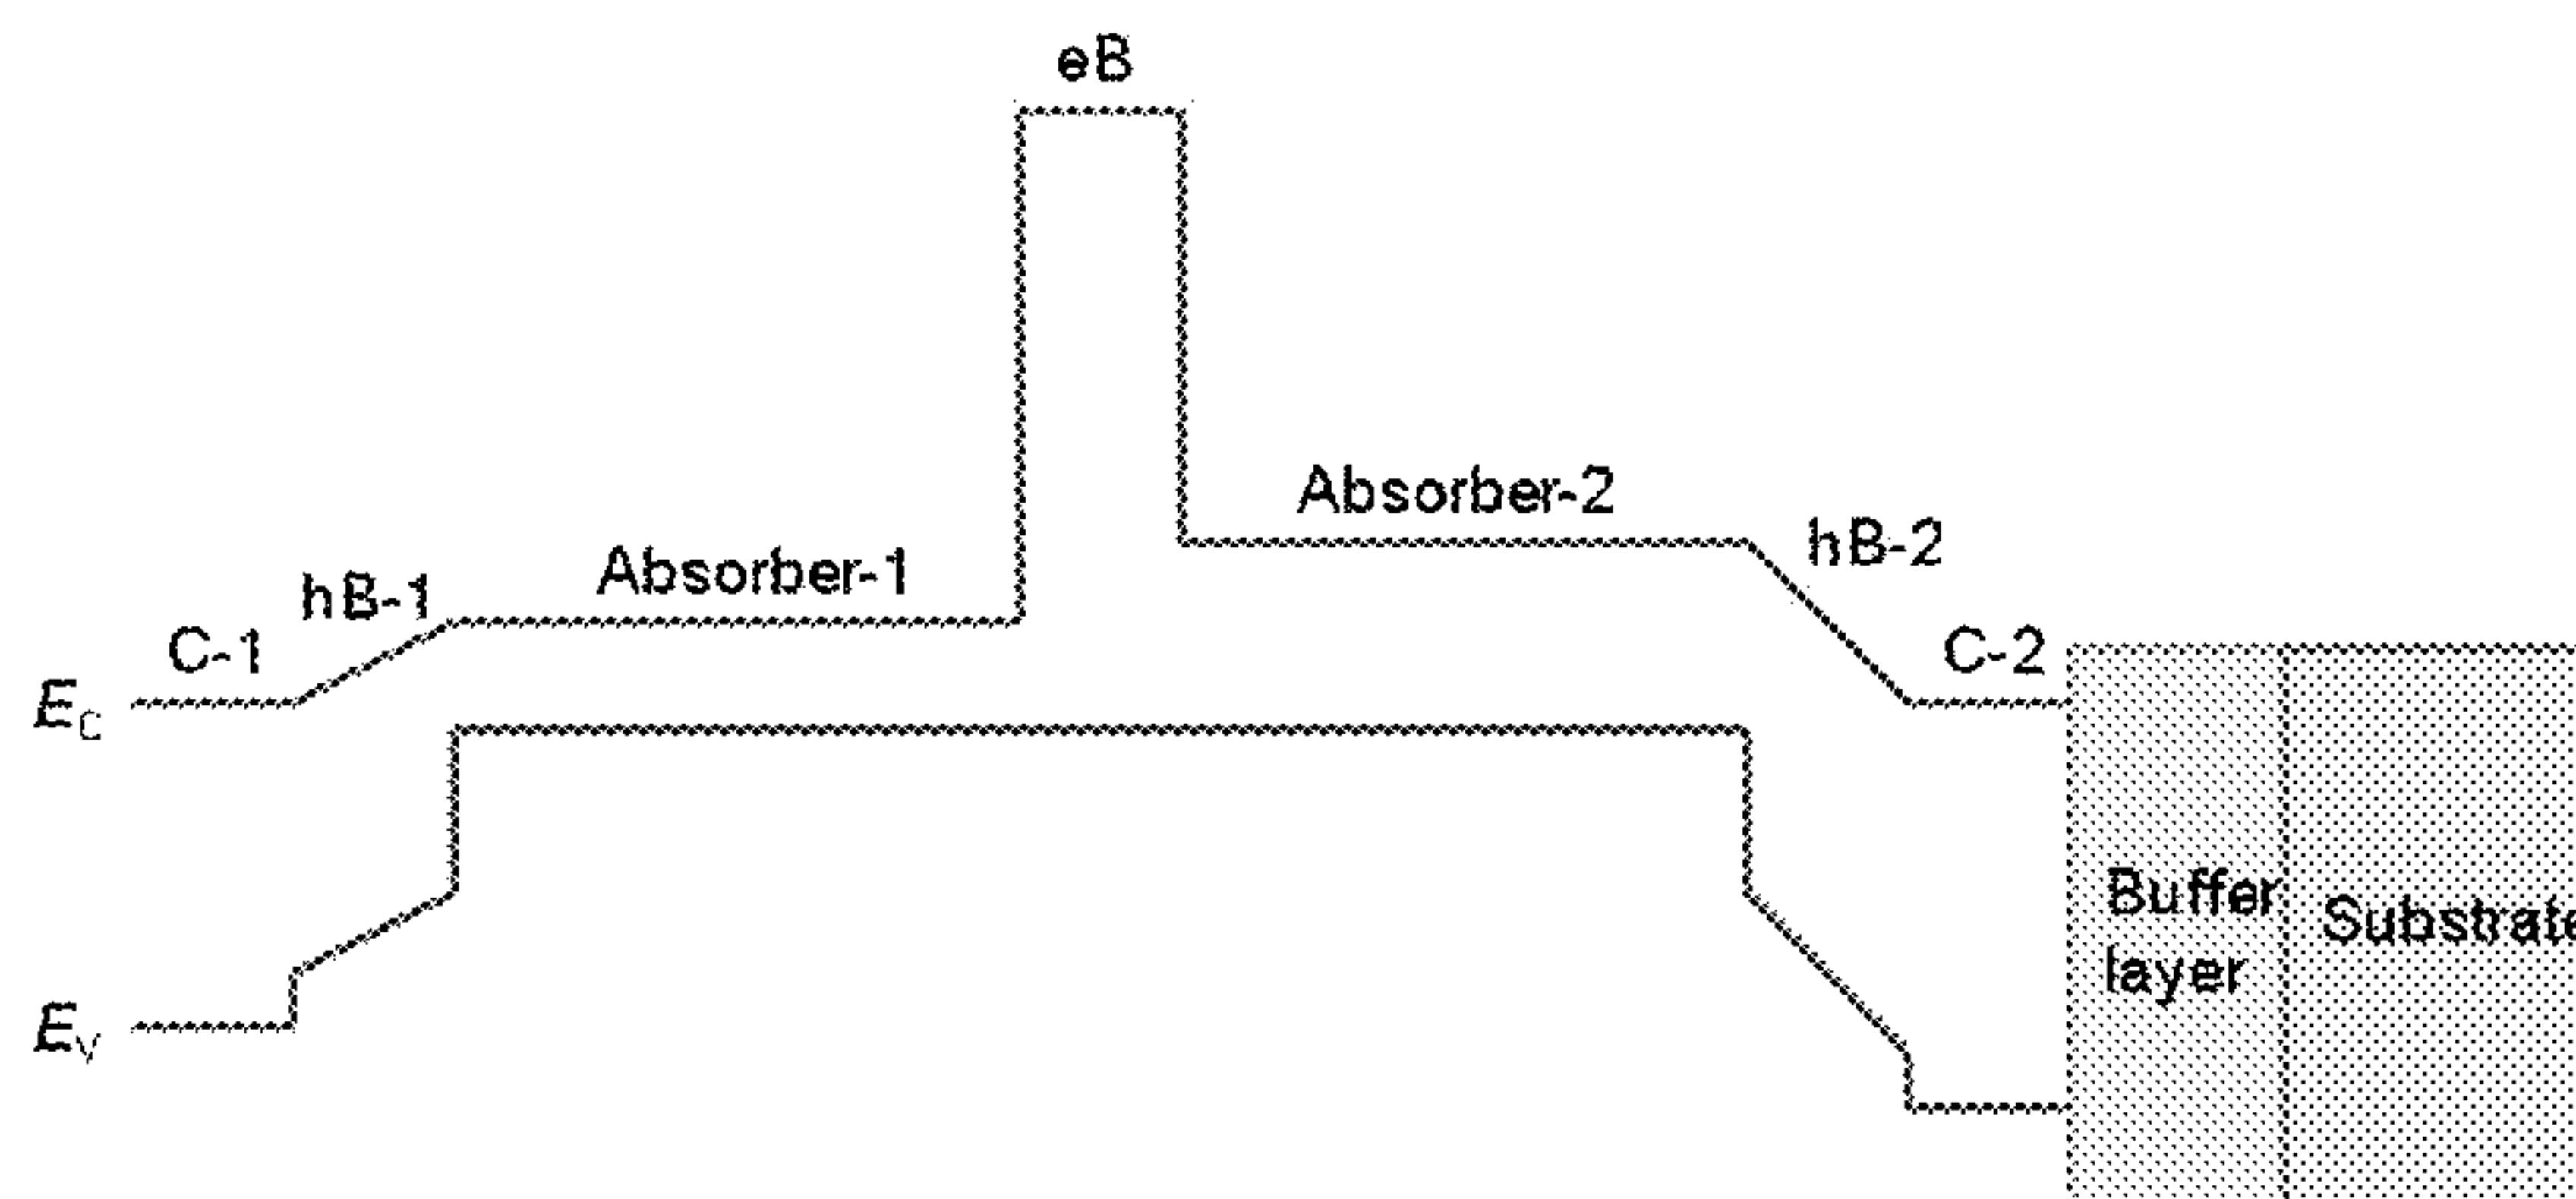 eB
Absorber-2
hB-2
Absorber-1
hB-1
C-1
C-2
E_C
Buffer
layer
Substrate
E_V